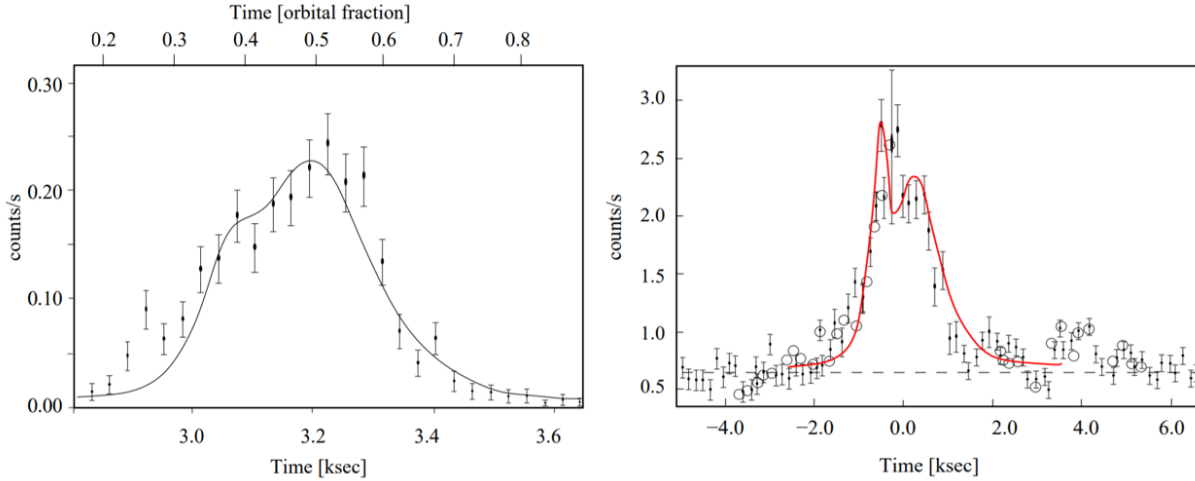 Time [orbital fraction]
0.2 0.3 0.4 0.5 0.6 0.7 0.8
0.30
0.20
0.10
0.00
counts/s
3.0 3.2 3.4 3.6
Time [ksec]
3.0
2.5
2.0
1.5
1.0
0.5
counts/s
−4.0 −2.0 0.0 2.0 4.0 6.0
Time [ksec]